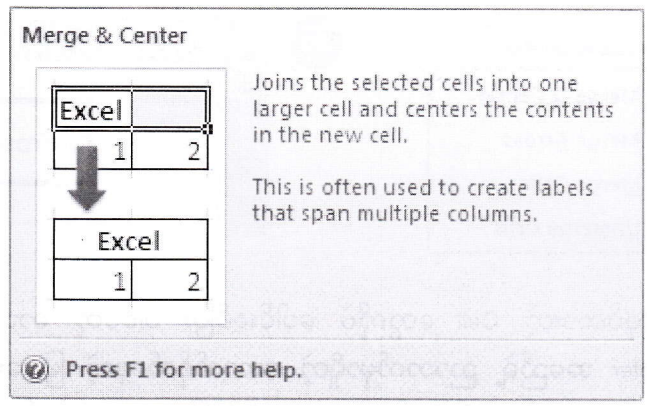 Merge & Center
Excel
1 2
Excel
1 2
Joins the selected cells into one
larger cell and centers the contents
in the new cell.
This is often used to create labels
that span multiple columns.
Press F1 for more help.